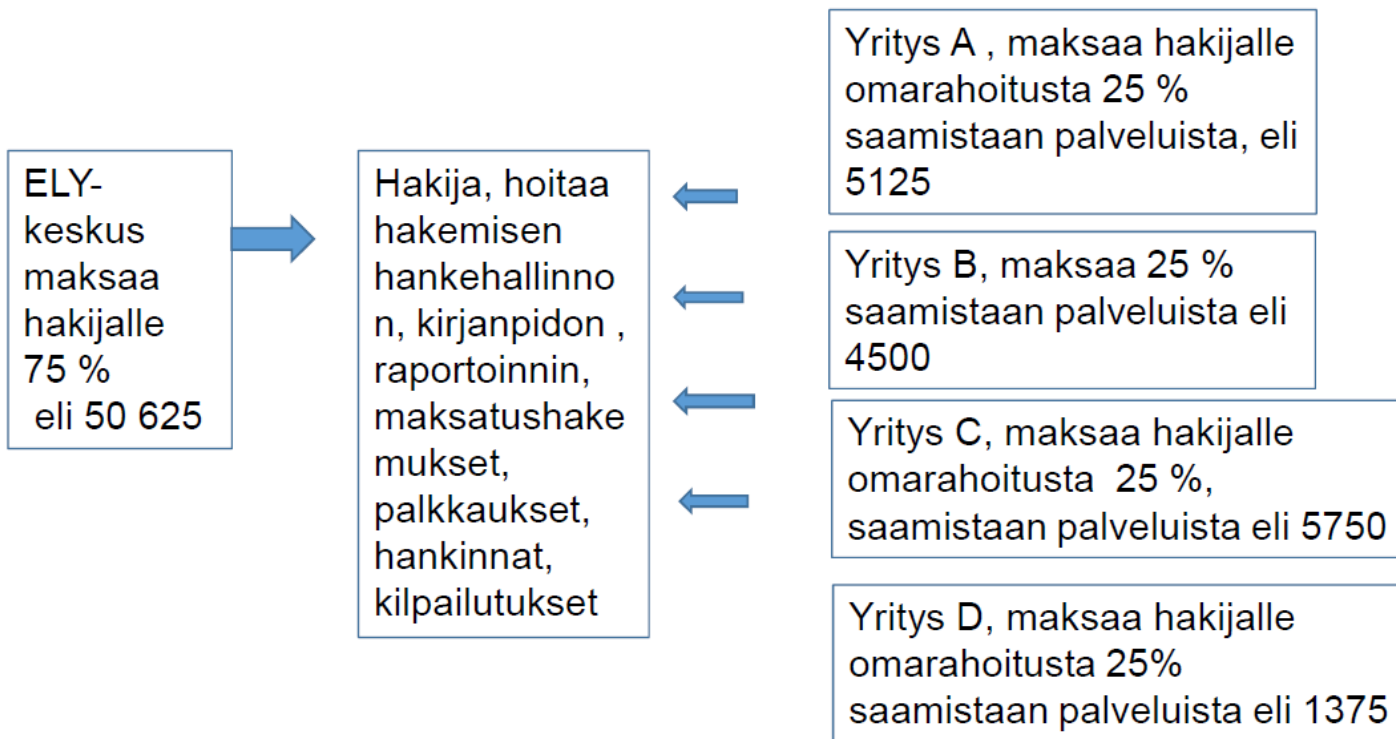 ELY-
keskus
maksaa
hakijalle
75 %
eli 50 625
Hakija, hoitaa
hakemisen
hankehallinno
n, kirjanpidon ,
raportoinnin,
maksatushake
mukset,
palkkaukset,
hankinnat,
kilpailutukset
Yritys A , maksaa hakijalle
omarahoitusta 25 %
saamistaan palveluista, eli
5125
Yritys B, maksaa 25 %
saamistaan palveluista eli
4500
Yritys C, maksaa hakijalle
omarahoitusta 25 %,
saamistaan palveluista eli 5750
Yritys D, maksaa hakijalle
omarahoitusta 25%
saamistaan palveluista eli 1375